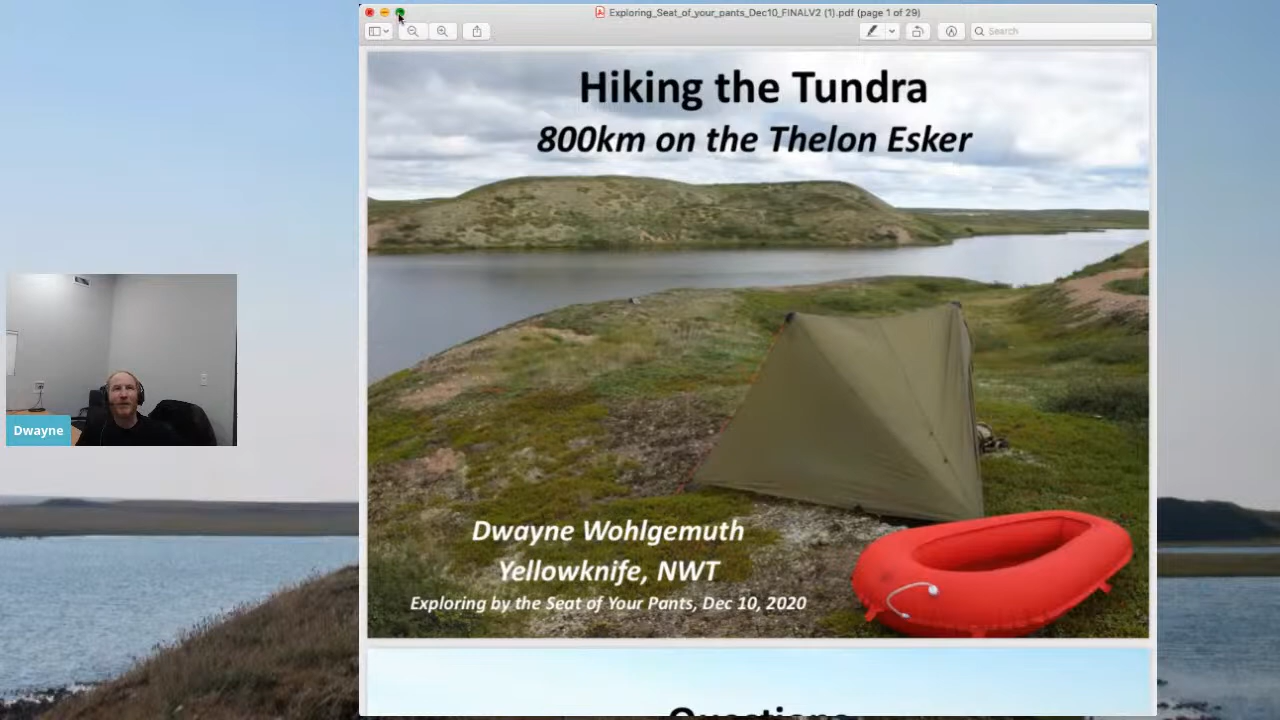 Exploring_Seat_of_your_pants_Dec10_FINALV2 (1).pdf (page 1 of 29)
Search
Hiking the Tundra
800km on the Thelon Esker
Dwayne
Dwayne Wohlgemuth
Yellowknife, NWT
Exploring by the Seat of Your Pants, Dec 10, 2020
Questions